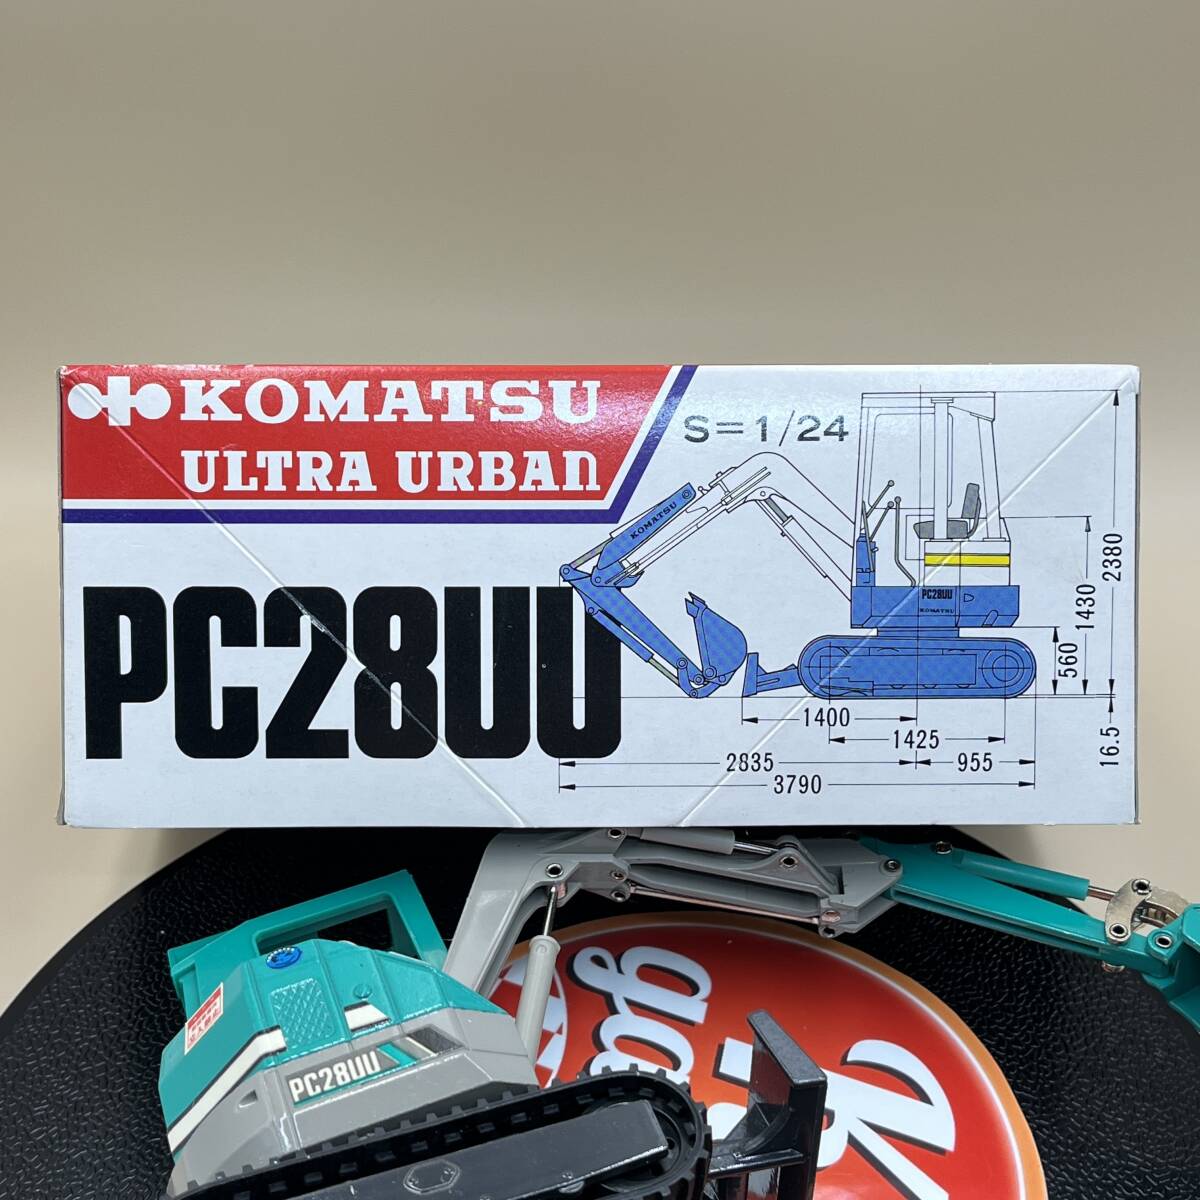 KOMATSU
ULTRA URBAN
PC28UU
S=1/24
KOMATSU
PC28UU
KOMATSU
2380
1430
560
16.5
1400
1425
2835
955
3790
PC28UU